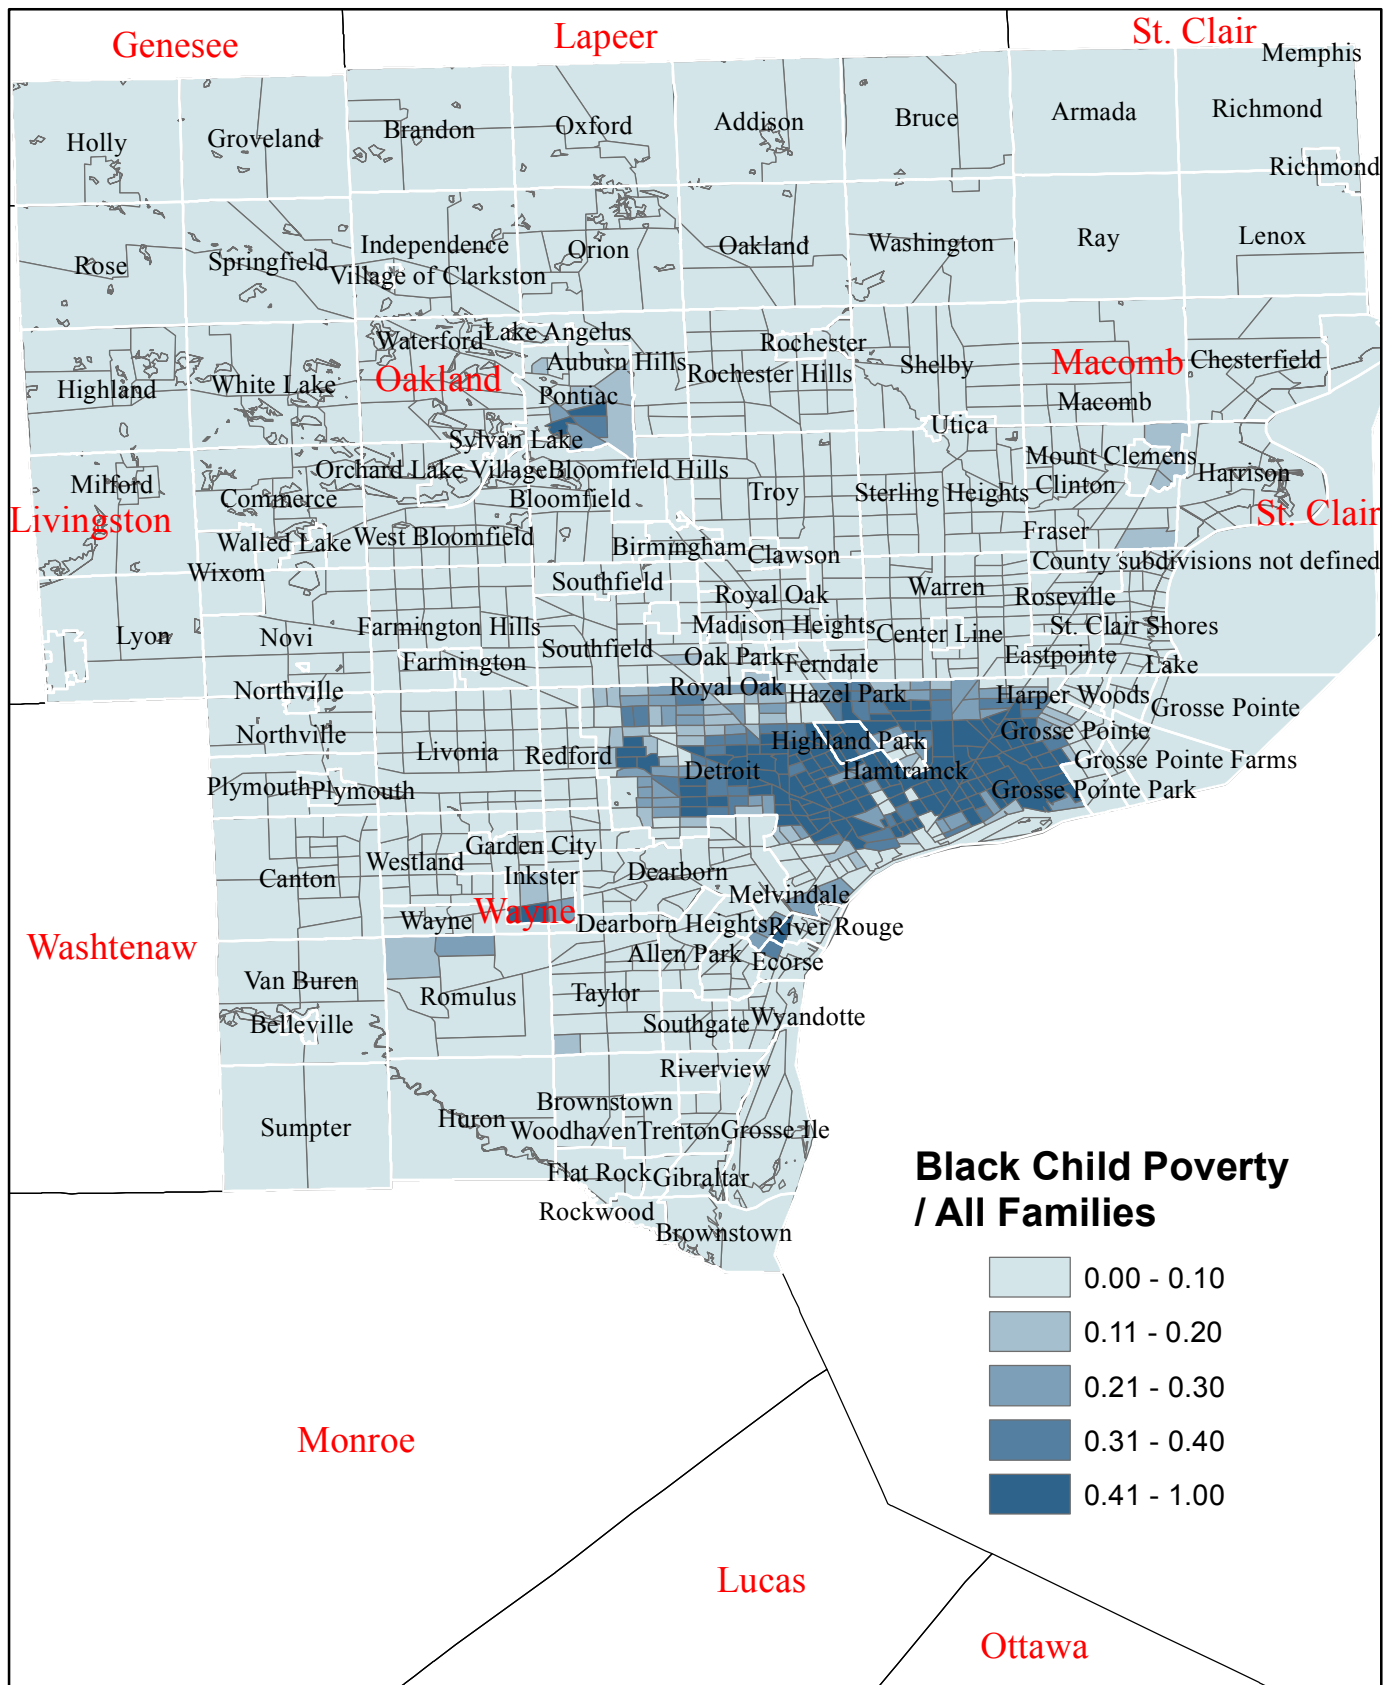 Genesee
Lapeer
St. Clair
Memphis
Holly
Groveland
Brandon
Oxford
Addison
Bruce
Armada
Richmond
Richmond
Rose
Springfield
Independence
Village of Clarkston
Orion
Oakland
Washington
Ray
Lenox
Waterford
Lake Angelus
Auburn Hills
Rochester
Rochester Hills
Shelby
Macomb
Chesterfield
Highland
White Lake
Oakland
Pontiac
Macomb
Utica
Sylvan Lake
Orchard Lake Village
Bloomfield Hills
Mount Clemens
Milford
Commerce
Bloomfield
Troy
Sterling Heights
Clinton
Harrison
Livingston
St. Clair
Walled Lake
West Bloomfield
Birmingham
Clawson
Fraser
County subdivisions not defined
Wixom
Southfield
Royal Oak
Warren
Roseville
Lyon
Novi
Farmington Hills
Madison Heights
Center Line
St. Clair Shores
Farmington
Southfield
Oak Park
Ferndale
Eastpointe
Lake
Northville
Royal Oak
Hazel Park
Harper Woods
Grosse Pointe
Northville
Livonia
Redford
Highland Park
Grosse Pointe
Detroit
Hamtramck
Grosse Pointe Farms
Plymouth
Plymouth
Grosse Pointe Park
Garden City
Westland
Inkster
Dearborn
Canton
Melvindale
Wayne
Wayne
Dearborn Heights
River Rouge
Washtenaw
Allen Park
Ecorse
Van Buren
Romulus
Taylor
Belleville
Southgate
Wyandotte
Riverview
Brownstown
Sumpter
Huron
Woodhaven
Trenton
Grosse Ile
Flat Rock
Gibraltar
Rockwood
Brownstown
Black Child Poverty
/ All Families
0.00 - 0.10
0.11 - 0.20
0.21 - 0.30
0.31 - 0.40
0.41 - 1.00
Monroe
Lucas
Ottawa